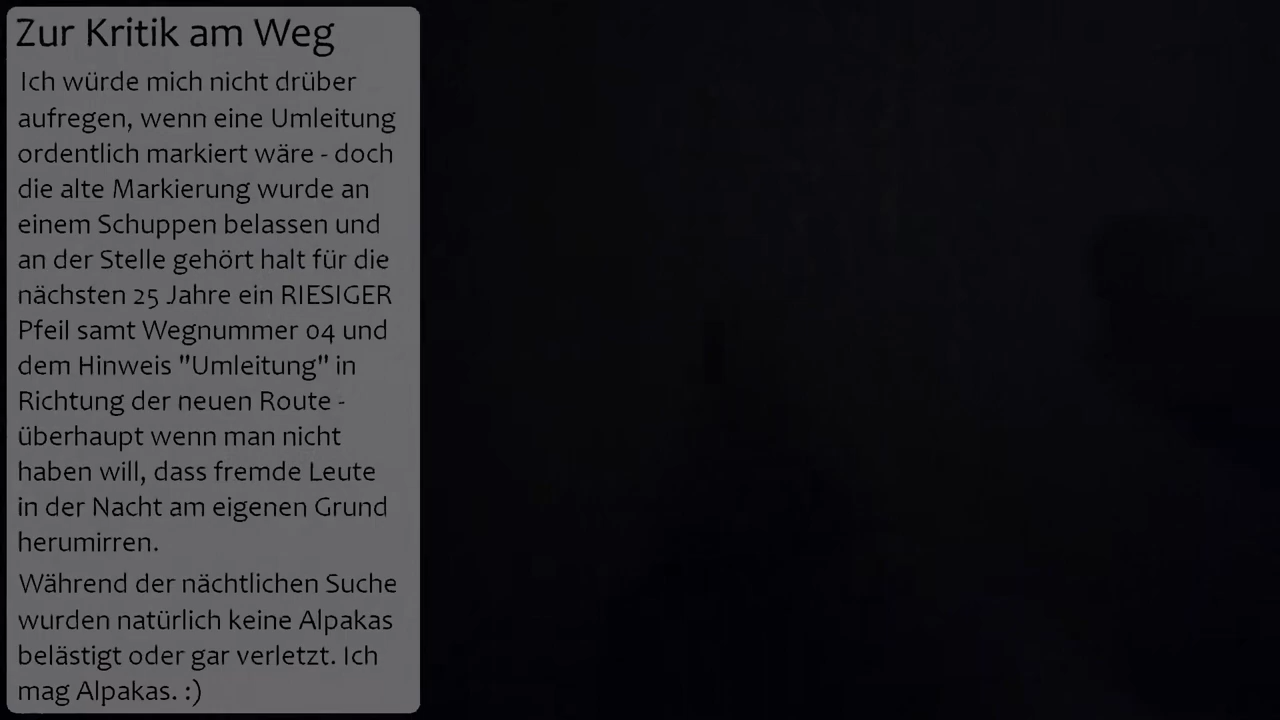 Zur Kritik am Weg
Ich würde mich nicht drüber
aufregen, wenn eine Umleitung
ordentlich markiert wäre - doch
die alte Markierung wurde an
einem Schuppen belassen und
an der Stelle gehört halt für die
nächsten 25 Jahre ein RIESIGER
Pfeil samt Wegnummer 04 und
dem Hinweis "Umleitung" in
Richtung der neuen Route -
überhaupt wenn man nicht
haben will, dass fremde Leute
in der Nacht am eigenen Grund
herumirren.
Während der nächtlichen Suche
wurden natürlich keine Alpakas
belästigt oder gar verletzt. Ich
mag Alpakas. :)